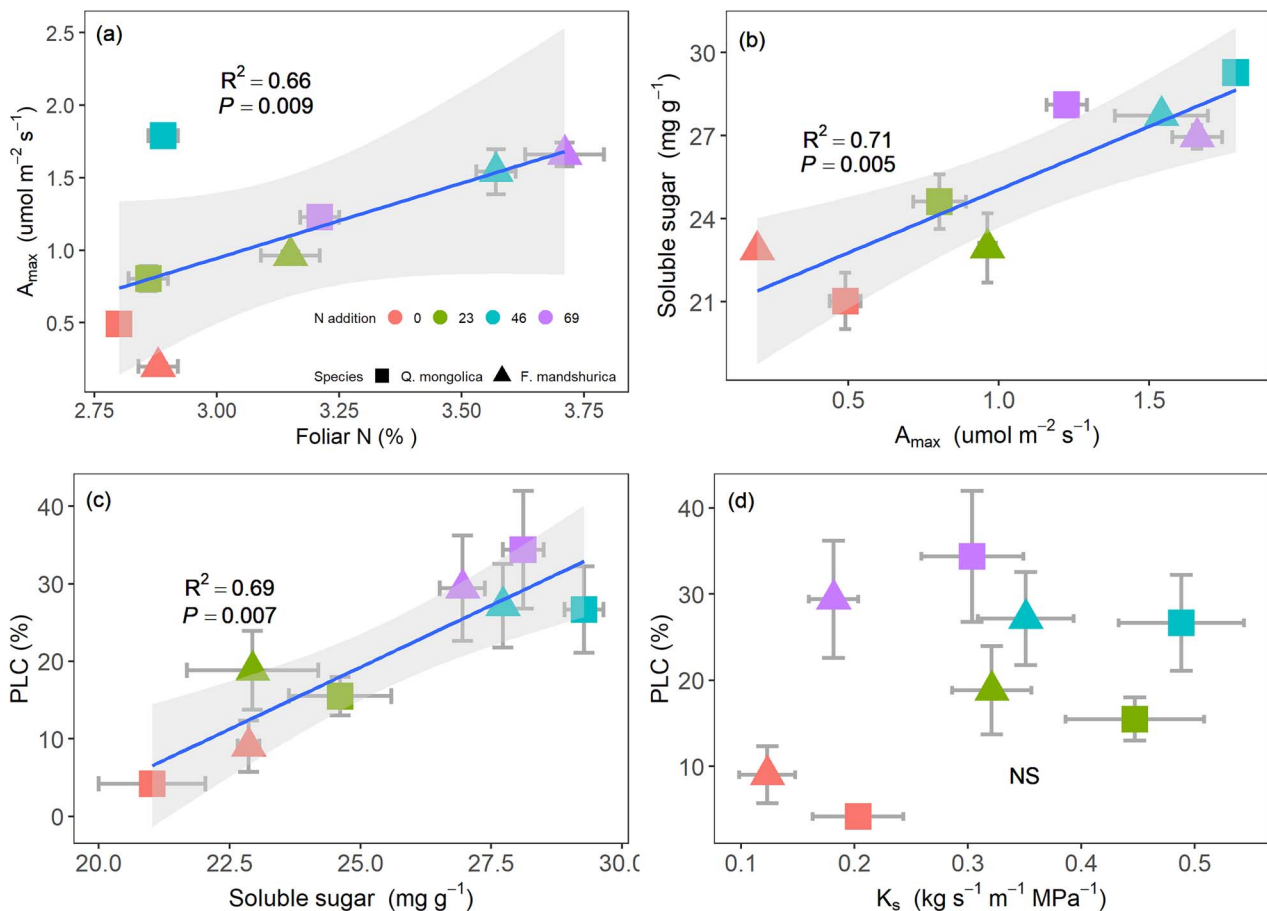 (a)
R² = 0.66
P = 0.009
A_max (umol m⁻² s⁻¹)
2.5
2.0
1.5
1.0
0.5
N addition 0 23 46 69
Species Q. mongolica F. mandshurica
2.75 3.00 3.25 3.50 3.75
Foliar N (% )
(b)
R² = 0.71
P = 0.005
Soluble sugar (mg g⁻¹)
30
27
24
21
0.5 1.0 1.5
A_max (umol m⁻² s⁻¹)
(c)
R² = 0.69
P = 0.007
PLC (%)
40
30
20
10
0
20.0 22.5 25.0 27.5 30.0
Soluble sugar (mg g⁻¹)
(d)
PLC (%)
40
30
20
10
NS
0.1 0.2 0.3 0.4 0.5
K_s (kg s⁻¹ m⁻¹ MPa⁻¹)